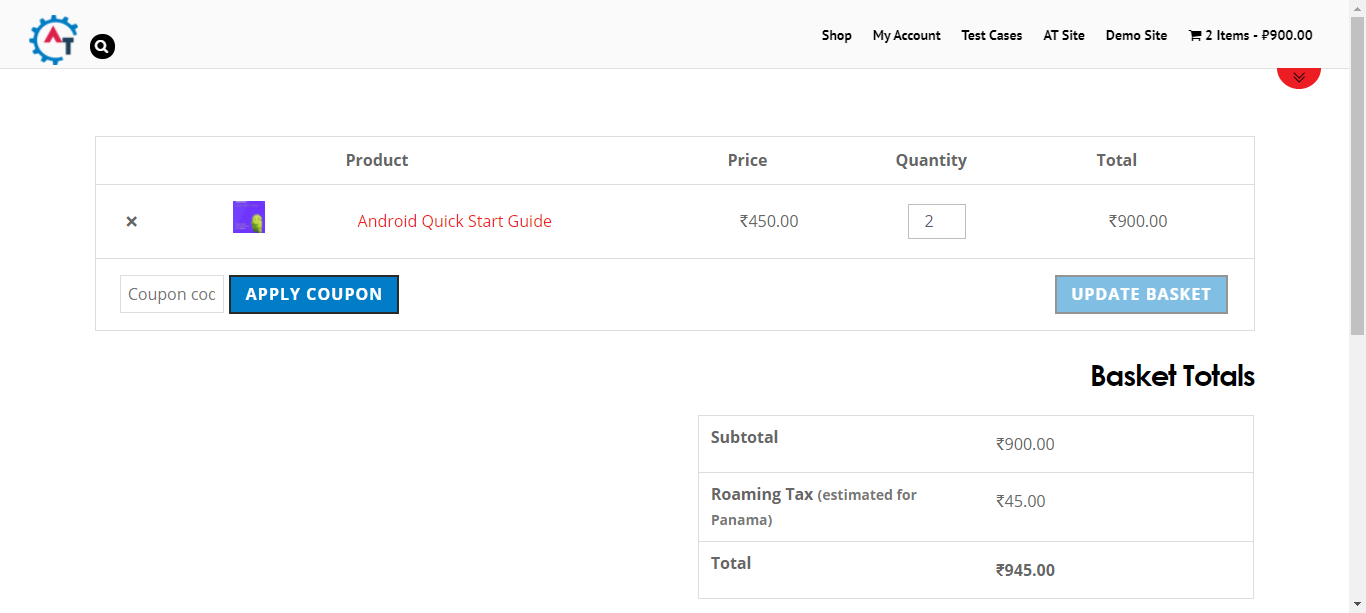 AT
Shop My Account Test Cases AT Site Demo Site 2 Items - ₽900.00
Product Price Quantity Total
× Android Quick Start Guide ₹450.00 2 ₹900.00
Coupon coc APPLY COUPON UPDATE BASKET
Basket Totals
Subtotal ₹900.00
Roaming Tax (estimated for
Panama) ₹45.00
Total ₹945.00